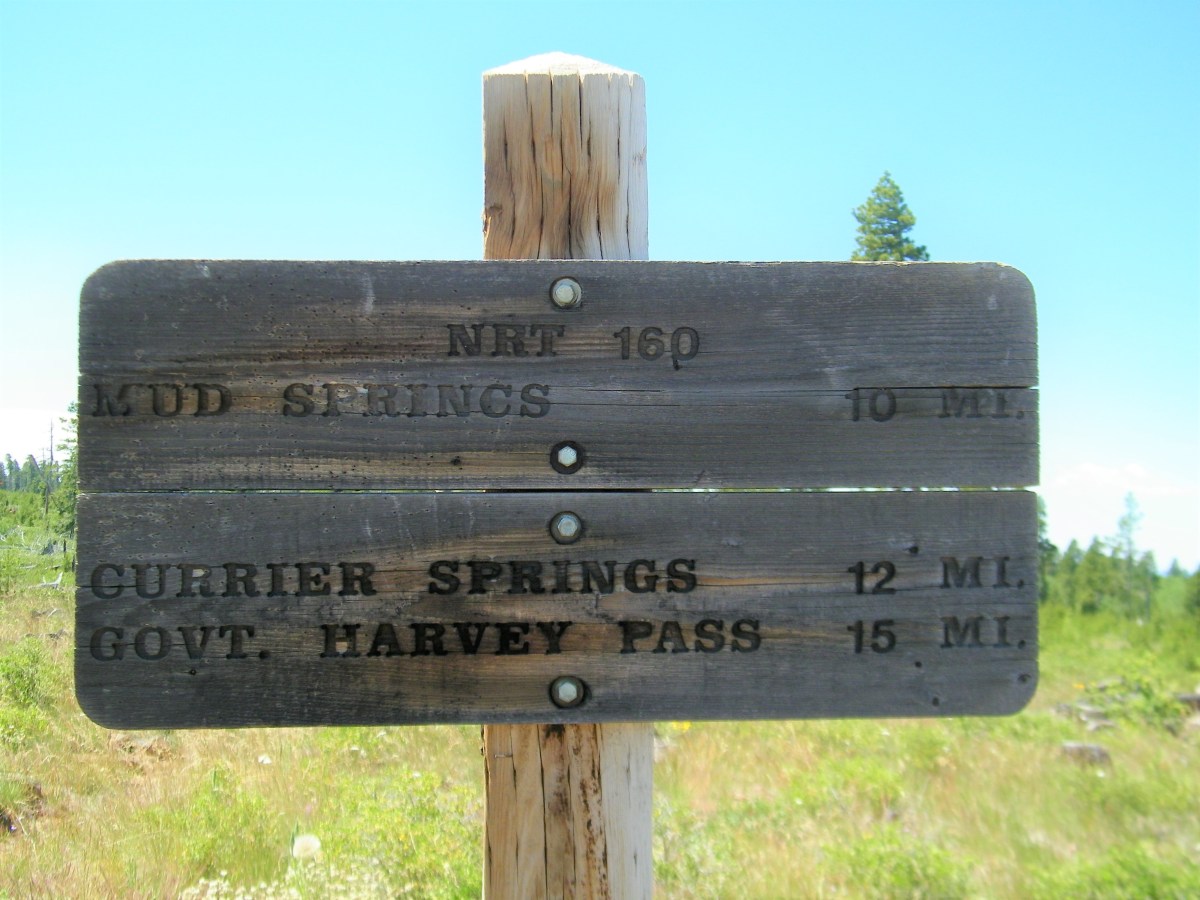 NRT 160
MUD SPRINGS 10 MI.
CURRIER SPRINGS 12 MI.
GOVT. HARVEY PASS 15 MI.